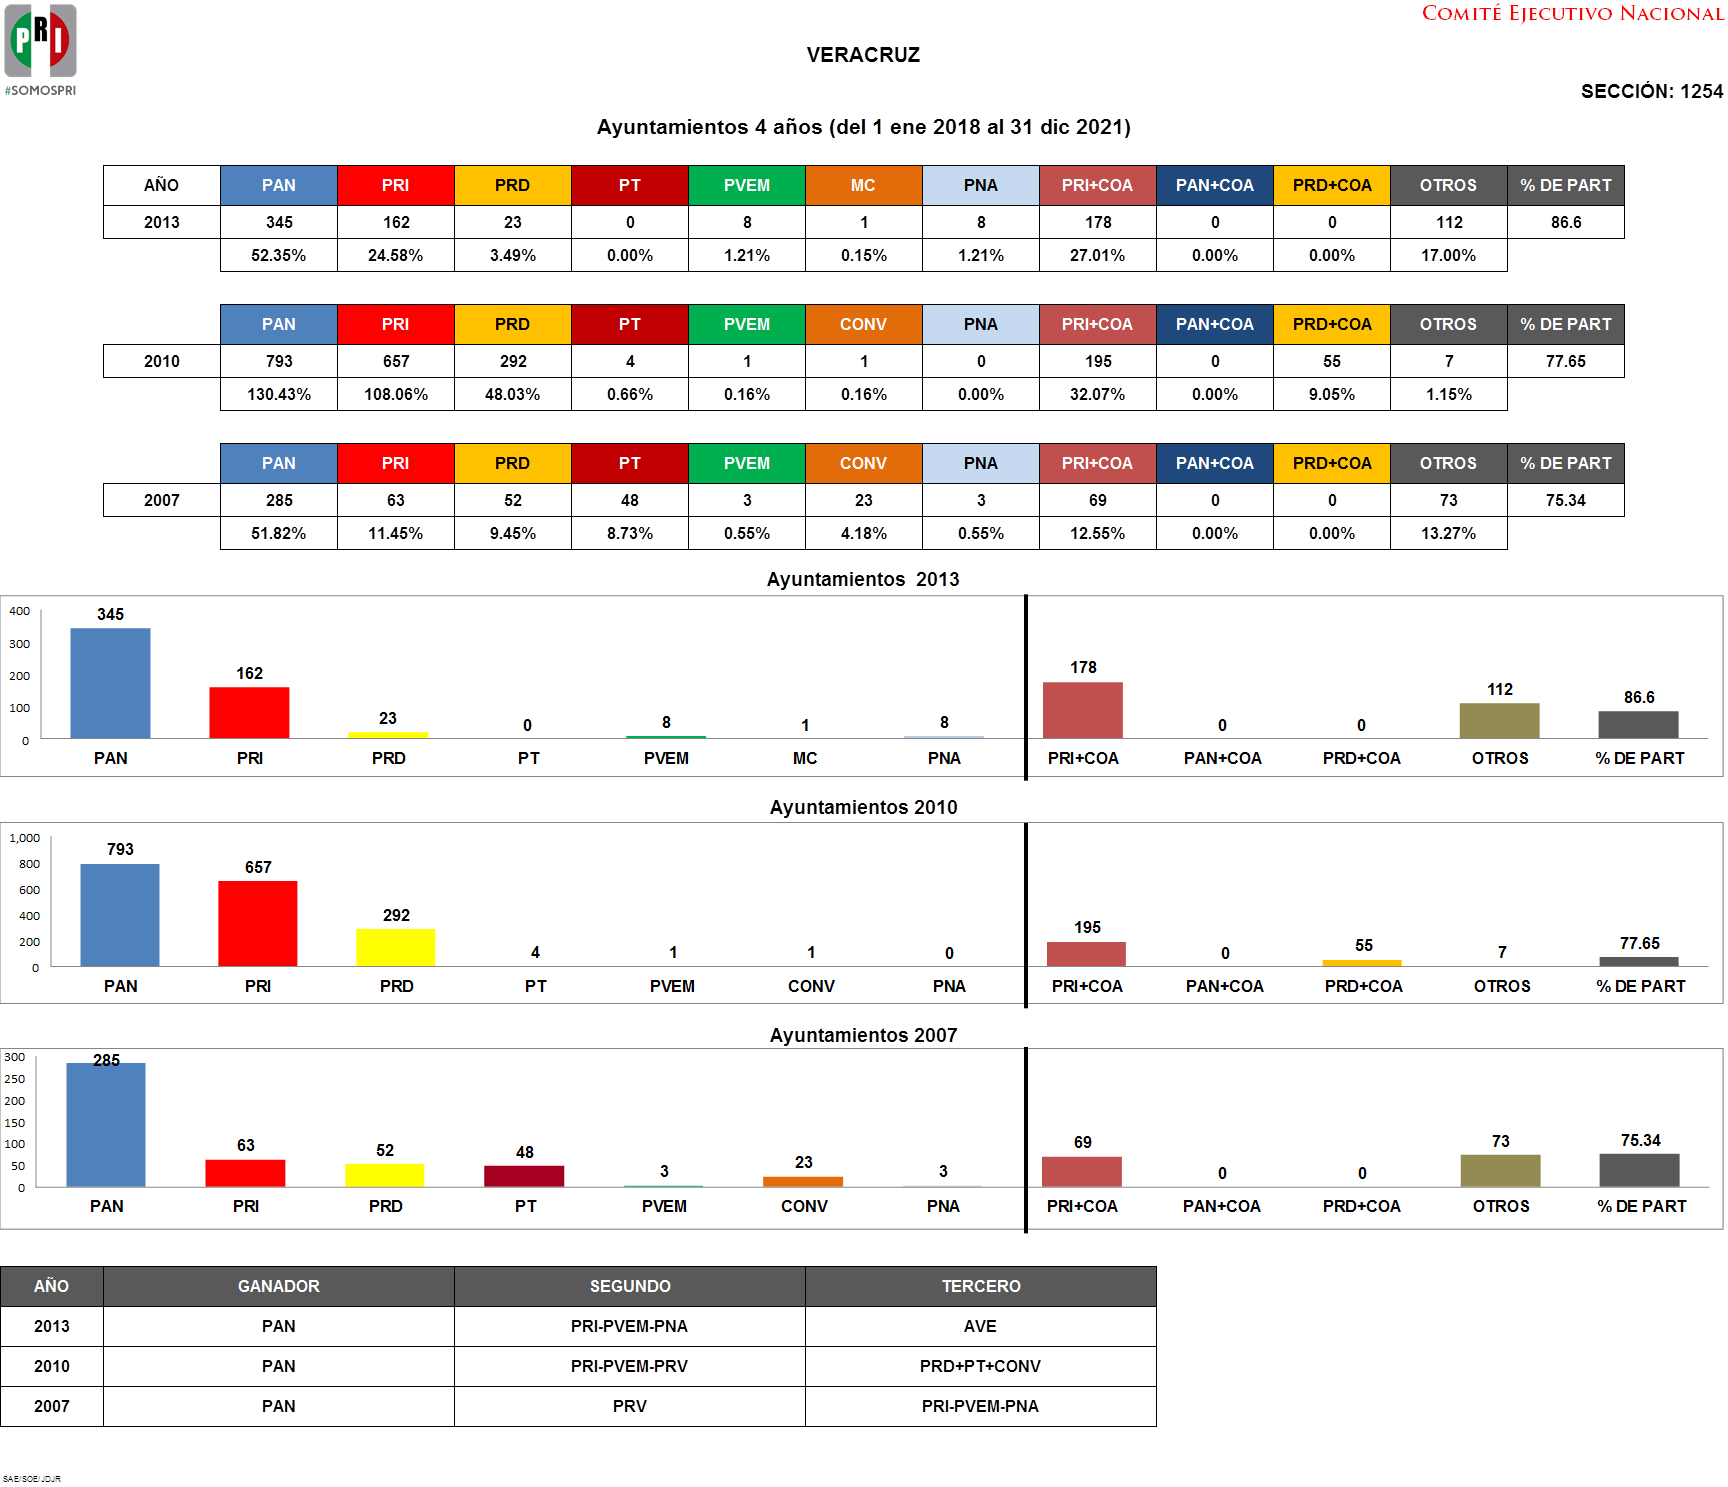 PRI
#SOMOSPRI
COMITÉ EJECUTIVO NACIONAL
VERACRUZ
SECCIÓN: 1254
Ayuntamientos 4 años (del 1 ene 2018 al 31 dic 2021)
AÑO PAN PRI PRD PT PVEM MC PNA PRI+COA PAN+COA PRD+COA OTROS % DE PART
2013 345 162 23 0 8 1 8 178 0 0 112 86.6
52.35% 24.58% 3.49% 0.00% 1.21% 0.15% 1.21% 27.01% 0.00% 0.00% 17.00%
PAN PRI PRD PT PVEM CONV PNA PRI+COA PAN+COA PRD+COA OTROS % DE PART
2010 793 657 292 4 1 1 0 195 0 55 7 77.65
130.43% 108.06% 48.03% 0.66% 0.16% 0.16% 0.00% 32.07% 0.00% 9.05% 1.15%
PAN PRI PRD PT PVEM CONV PNA PRI+COA PAN+COA PRD+COA OTROS % DE PART
2007 285 63 52 48 3 23 3 69 0 0 73 75.34
51.82% 11.45% 9.45% 8.73% 0.55% 4.18% 0.55% 12.55% 0.00% 0.00% 13.27%
Ayuntamientos 2013
400
300
200
100
0
345 162 23 0 8 1 8 178 0 0 112 86.6
PAN PRI PRD PT PVEM MC PNA PRI+COA PAN+COA PRD+COA OTROS % DE PART
Ayuntamientos 2010
1,000
800
600
400
200
0
793 657 292 4 1 1 0 195 0 55 7 77.65
PAN PRI PRD PT PVEM CONV PNA PRI+COA PAN+COA PRD+COA OTROS % DE PART
Ayuntamientos 2007
300
250
200
150
100
50
0
285 63 52 48 3 23 3 69 0 0 73 75.34
PAN PRI PRD PT PVEM CONV PNA PRI+COA PAN+COA PRD+COA OTROS % DE PART
AÑO GANADOR SEGUNDO TERCERO
2013 PAN PRI-PVEM-PNA AVE
2010 PAN PRI-PVEM-PRV PRD+PT+CONV
2007 PAN PRV PRI-PVEM-PNA
SAE/SOE/JDJR